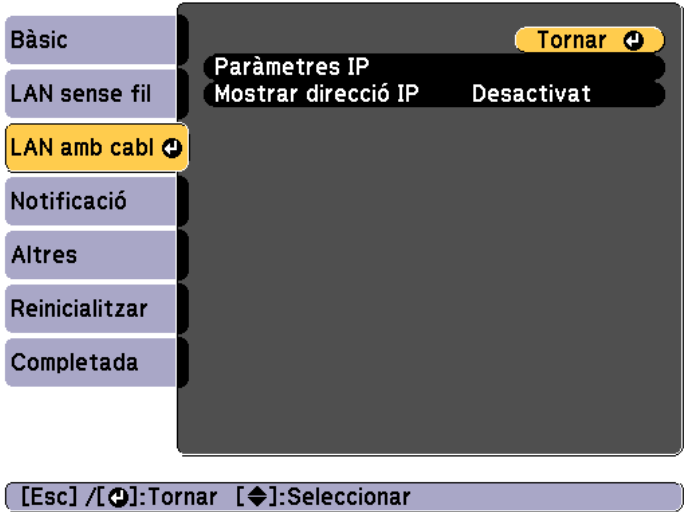 Bàsic
LAN sense fil
LAN amb cabl
Notificació
Altres
Reinicialitzar
Completada
Tornar
Paràmetres IP
Mostrar direcció IP Desactivat
[Esc] /[ ]:Tornar [ ]:Seleccionar